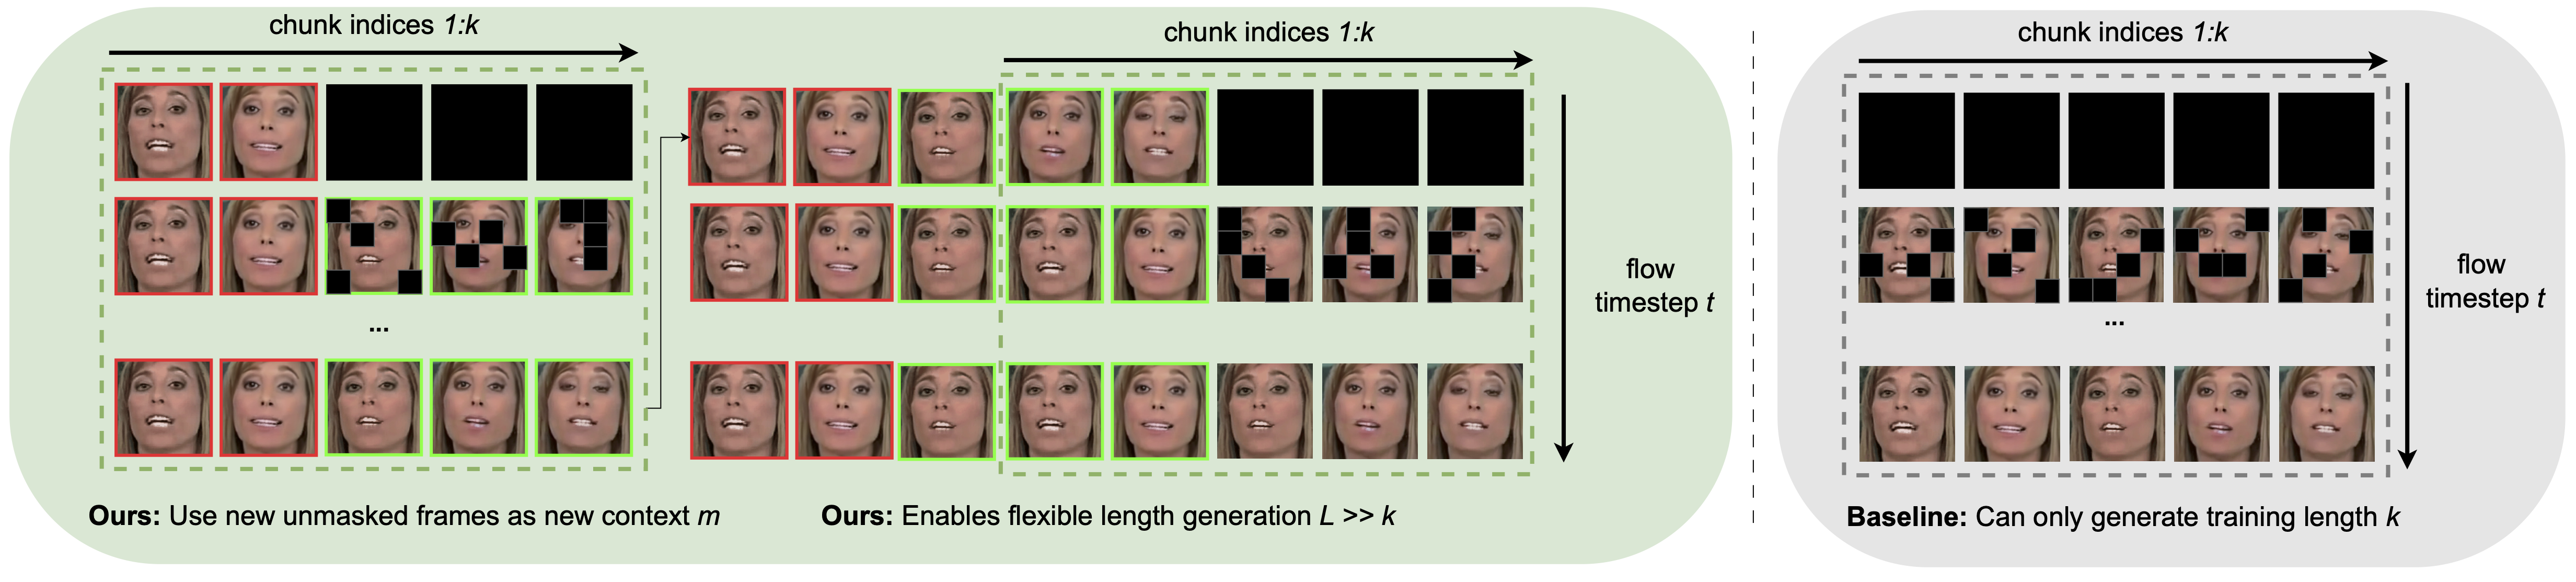 chunk indices 1:k
chunk indices 1:k
chunk indices 1:k
flow
timestep t
flow
timestep t
...
...
Ours: Use new unmasked frames as new context m
Ours: Enables flexible length generation L >> k
Baseline: Can only generate training length k